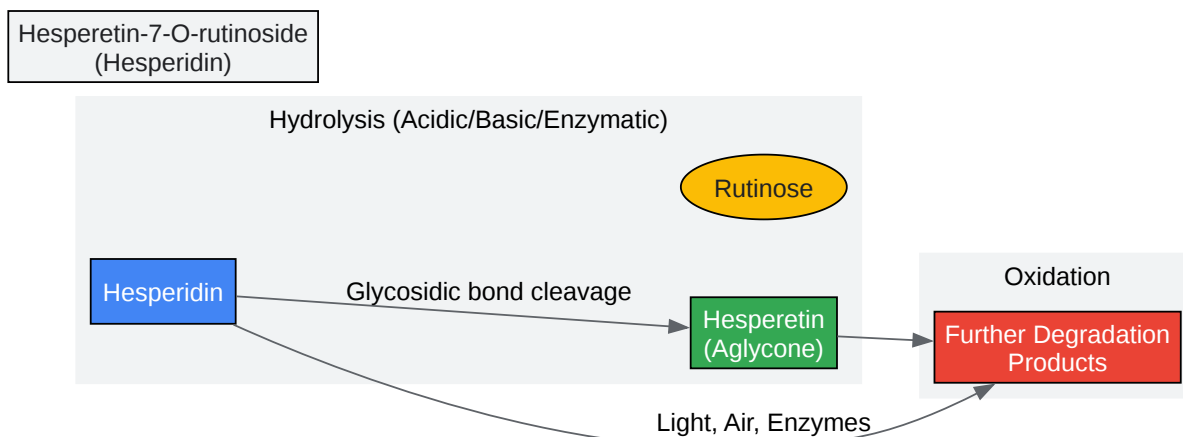 Hesperetin-7-O-rutinoside
(Hesperidin)
Hydrolysis (Acidic/Basic/Enzymatic)
Rutinose
Hesperidin
Glycosidic bond cleavage
Hesperetin
(Aglycone)
Oxidation
Further Degradation
Products
Light, Air, Enzymes